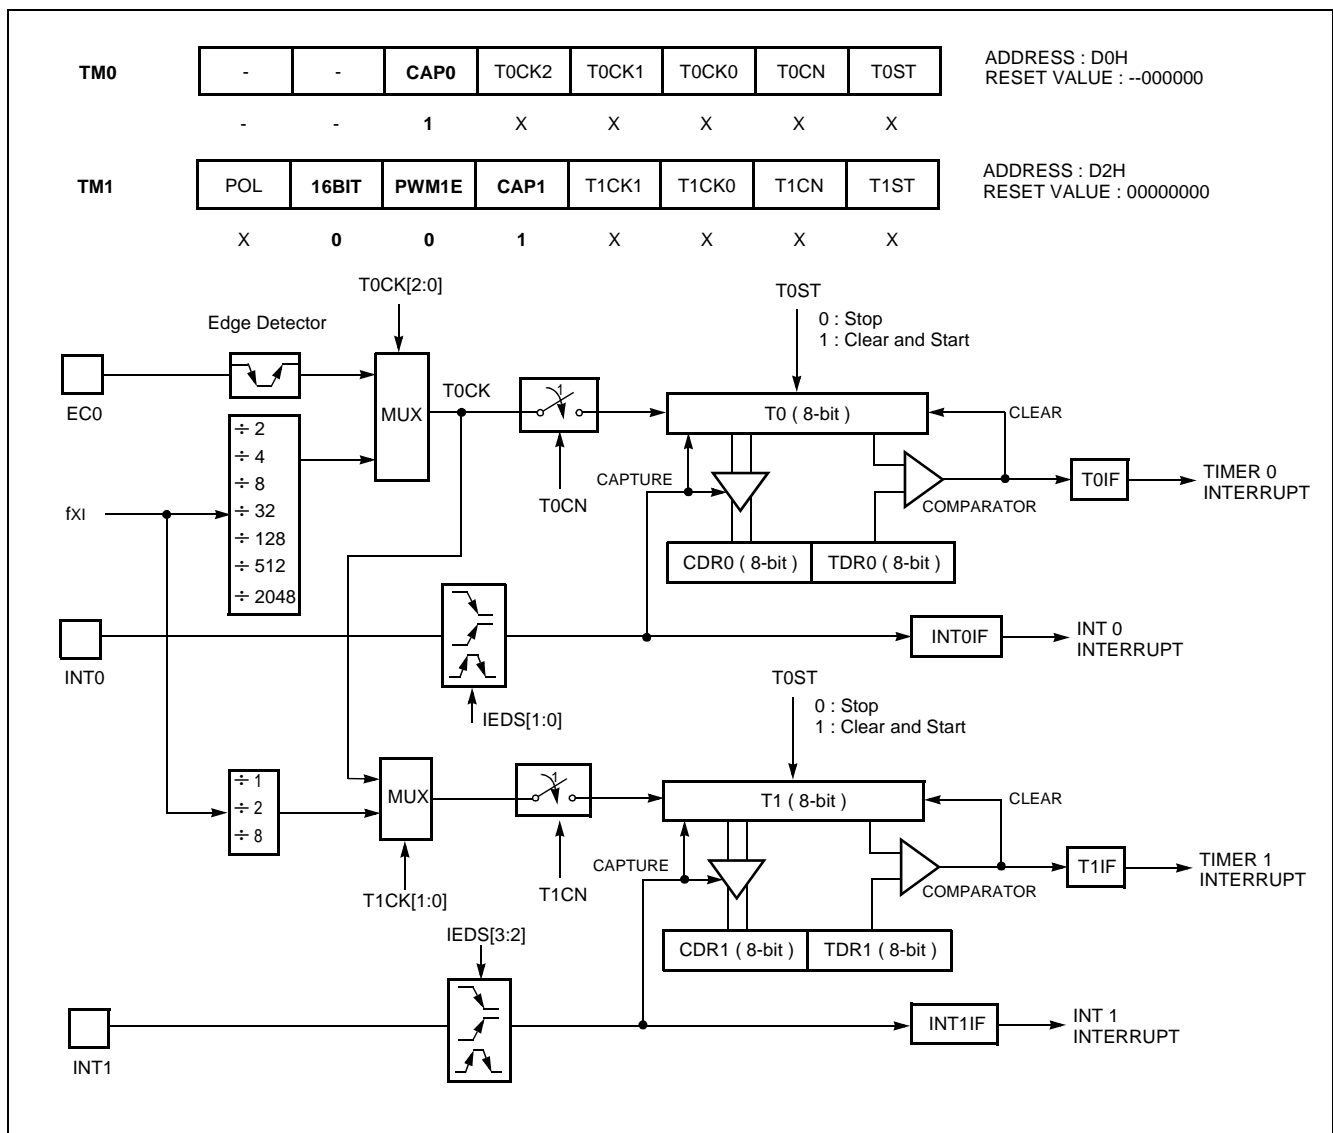 TM0 - - CAP0 T0CK2 T0CK1 T0CK0 T0CN T0ST
ADDRESS : D0H
RESET VALUE : --000000
- - 1 X X X X X
TM1 POL 16BIT PWM1E CAP1 T1CK1 T1CK0 T1CN T1ST
ADDRESS : D2H
RESET VALUE : 00000000
X 0 0 1 X X X X
T0CK[2:0]
T0ST
0 : Stop
1 : Clear and Start
Edge Detector
EC0
MUX
T0CK
1
T0 ( 8-bit )
CLEAR
÷ 2
÷ 4
÷ 8
÷ 32
÷ 128
÷ 512
÷ 2048
fXI
T0CN
CAPTURE
COMPARATOR
T0IF
TIMER 0
INTERRUPT
CDR0 ( 8-bit )
TDR0 ( 8-bit )
INT0
IEDS[1:0]
INT0IF
INT 0
INTERRUPT
T0ST
0 : Stop
1 : Clear and Start
÷ 1
÷ 2
÷ 8
MUX
1
T1 ( 8-bit )
CLEAR
T1CK[1:0]
T1CN
CAPTURE
COMPARATOR
T1IF
TIMER 1
INTERRUPT
IEDS[3:2]
CDR1 ( 8-bit )
TDR1 ( 8-bit )
INT1
INT1IF
INT 1
INTERRUPT